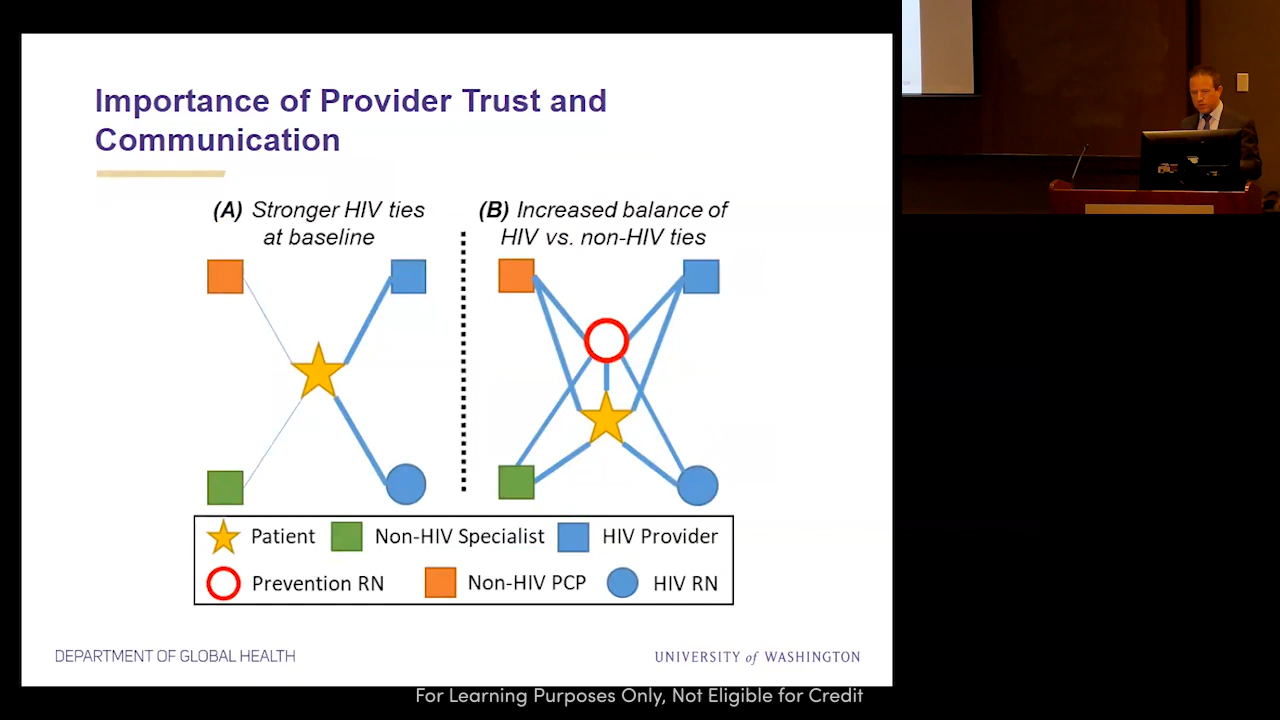 Importance of Provider Trust and
Communication
(A) Stronger HIV ties
at baseline
(B) Increased balance of
HIV vs. non-HIV ties
Patient
Non-HIV Specialist
HIV Provider
Prevention RN
Non-HIV PCP
HIV RN
DEPARTMENT OF GLOBAL HEALTH
UNIVERSITY of WASHINGTON
For Learning Purposes Only, Not Eligible for Credit